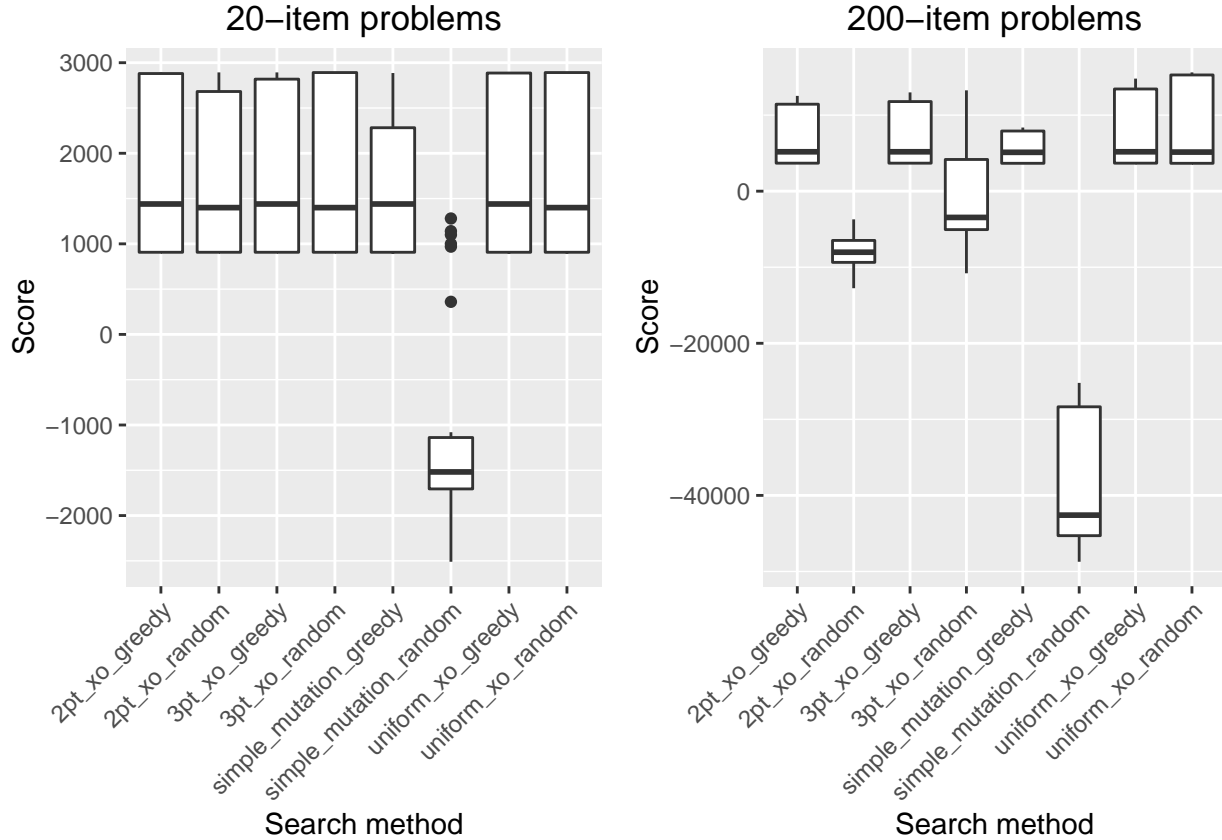 20−item problems
3000
2000
1000
0
−1000
−2000
Score
2pt_xo_greedy
2pt_xo_random
3pt_xo_greedy
3pt_xo_random
simple_mutation_greedy
simple_mutation_random
uniform_xo_greedy
uniform_xo_random
Search method
200−item problems
0
−20000
−40000
Score
2pt_xo_greedy
2pt_xo_random
3pt_xo_greedy
3pt_xo_random
simple_mutation_greedy
simple_mutation_random
uniform_xo_greedy
uniform_xo_random
Search method